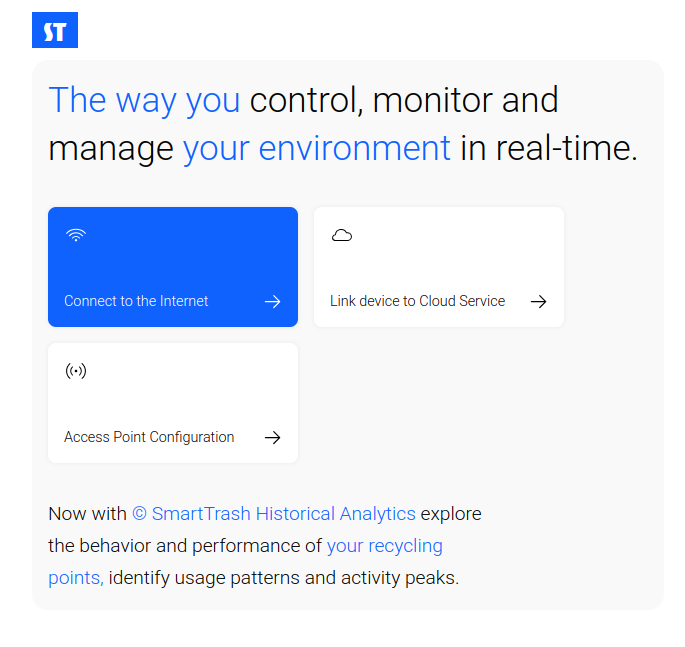 ST
The way you control, monitor and
manage your environment in real-time.
Connect to the Internet
Link device to Cloud Service
Access Point Configuration
Now with © SmartTrash Historical Analytics explore
the behavior and performance of your recycling
points, identify usage patterns and activity peaks.